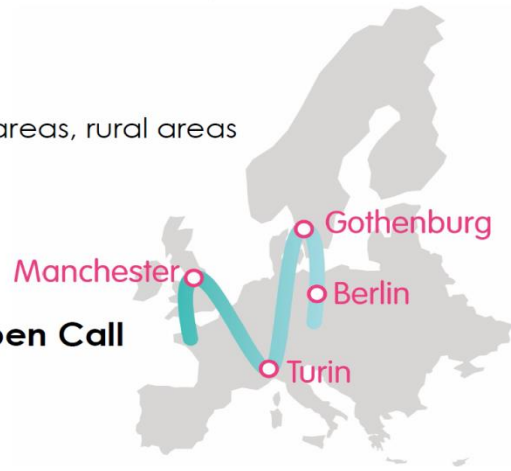 areas, rural areas
Gothenburg
Manchester
Berlin
pen Call
Turin